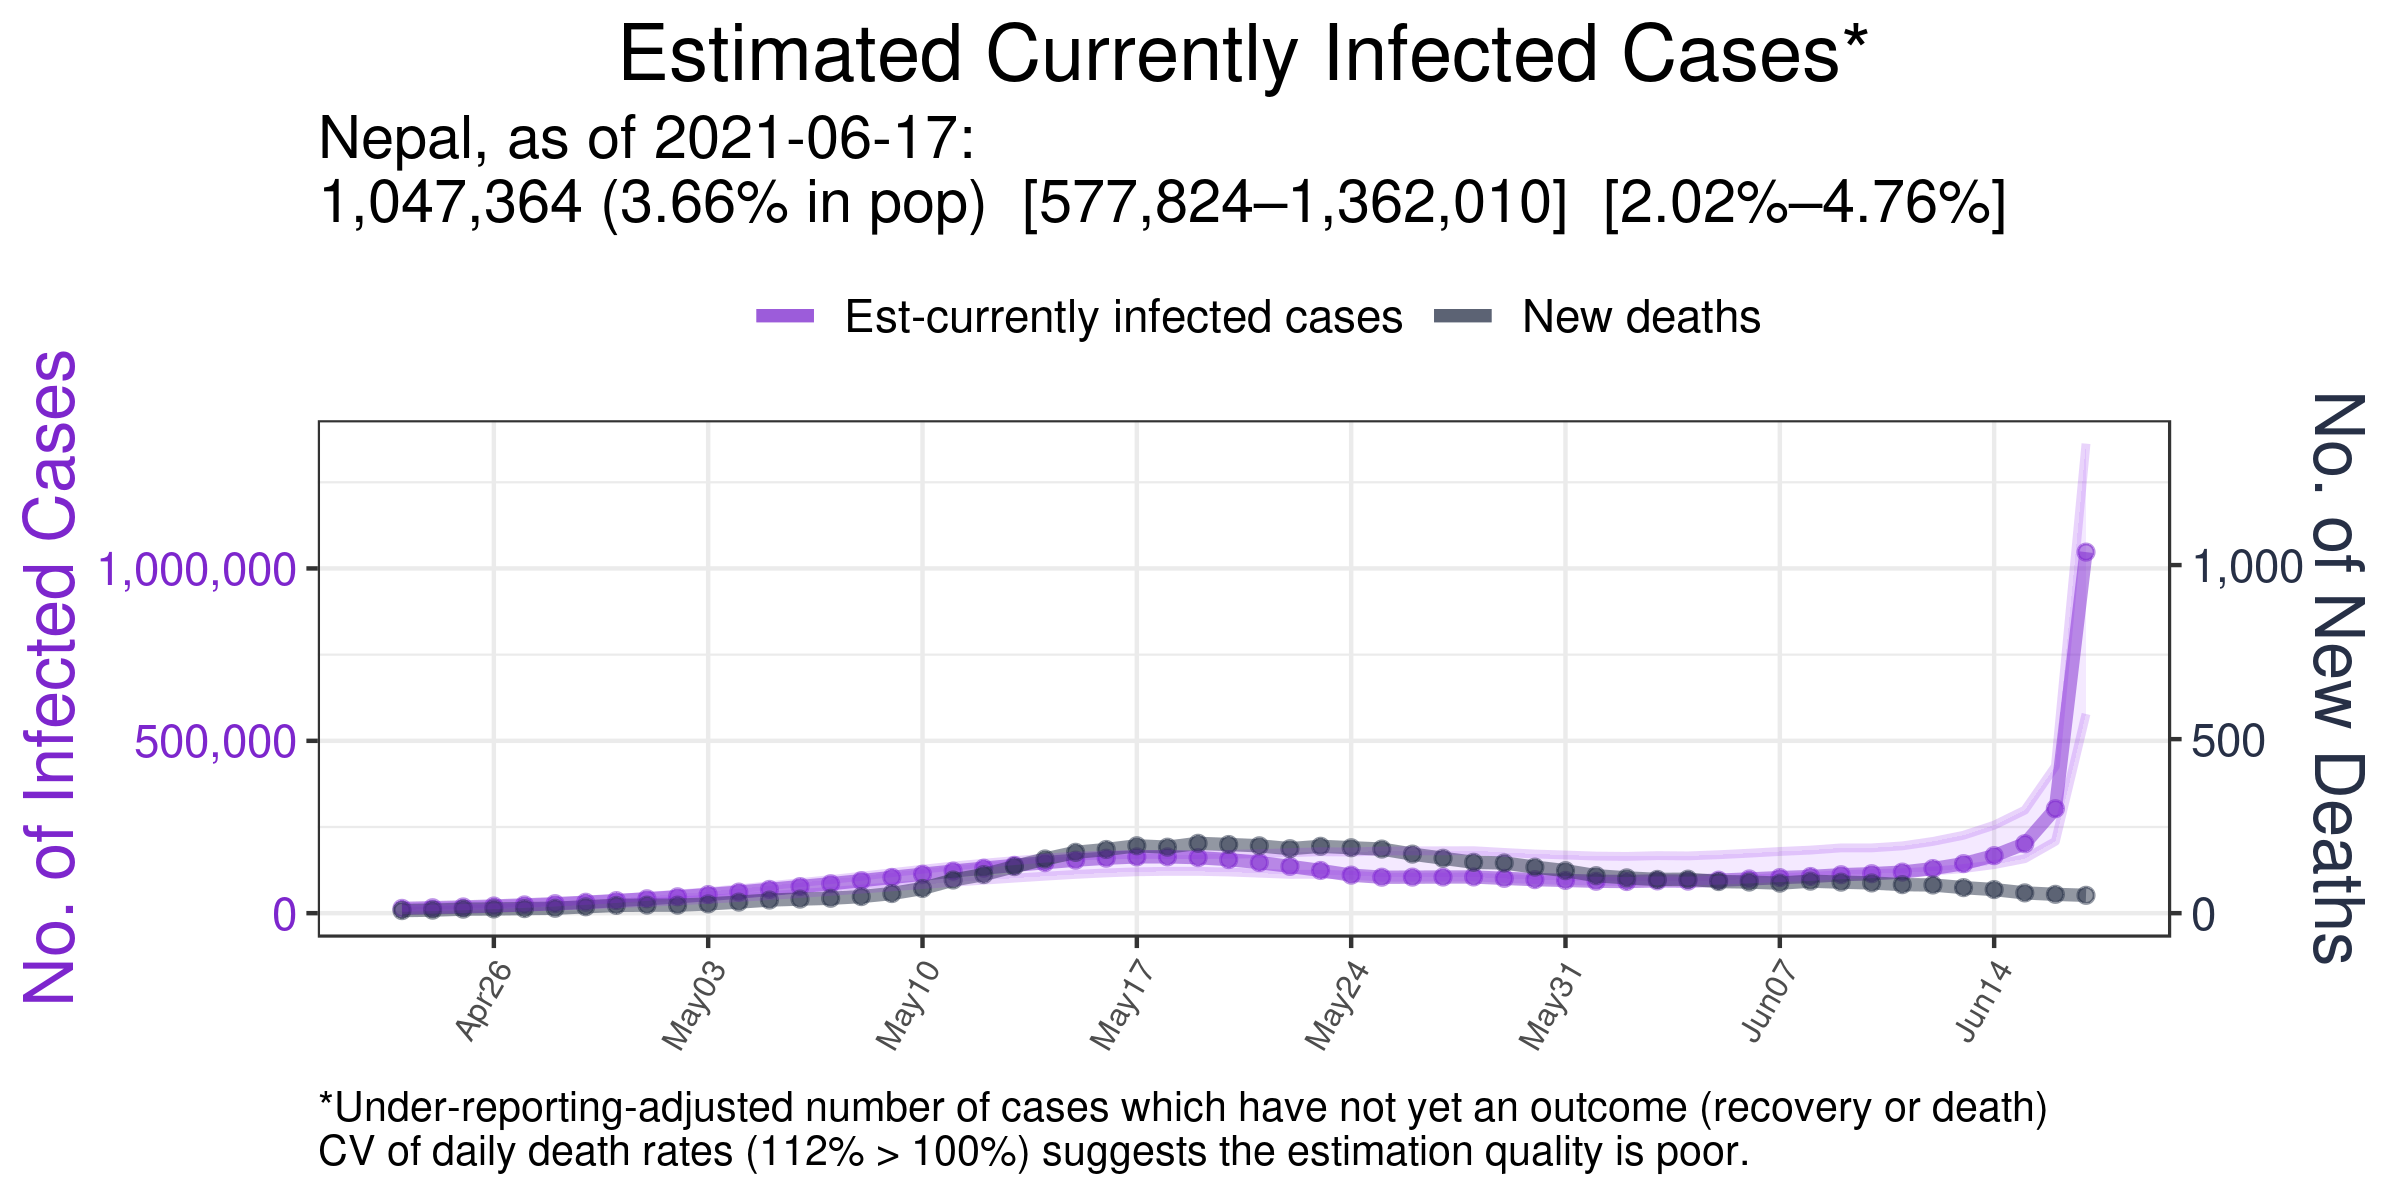 Estimated Currently Infected Cases*
Nepal, as of 2021-06-17:
1,047,364 (3.66% in pop)  [577,824–1,362,010]  [2.02%–4.76%]
Est-currently infected cases
New deaths
No. of Infected Cases
1,000,000
500,000
0
No. of New Deaths
1,000
500
0
Apr26
May03
May10
May17
May24
May31
Jun07
Jun14
*Under-reporting-adjusted number of cases which have not yet an outcome (recovery or death)
CV of daily death rates (112% > 100%) suggests the estimation quality is poor.